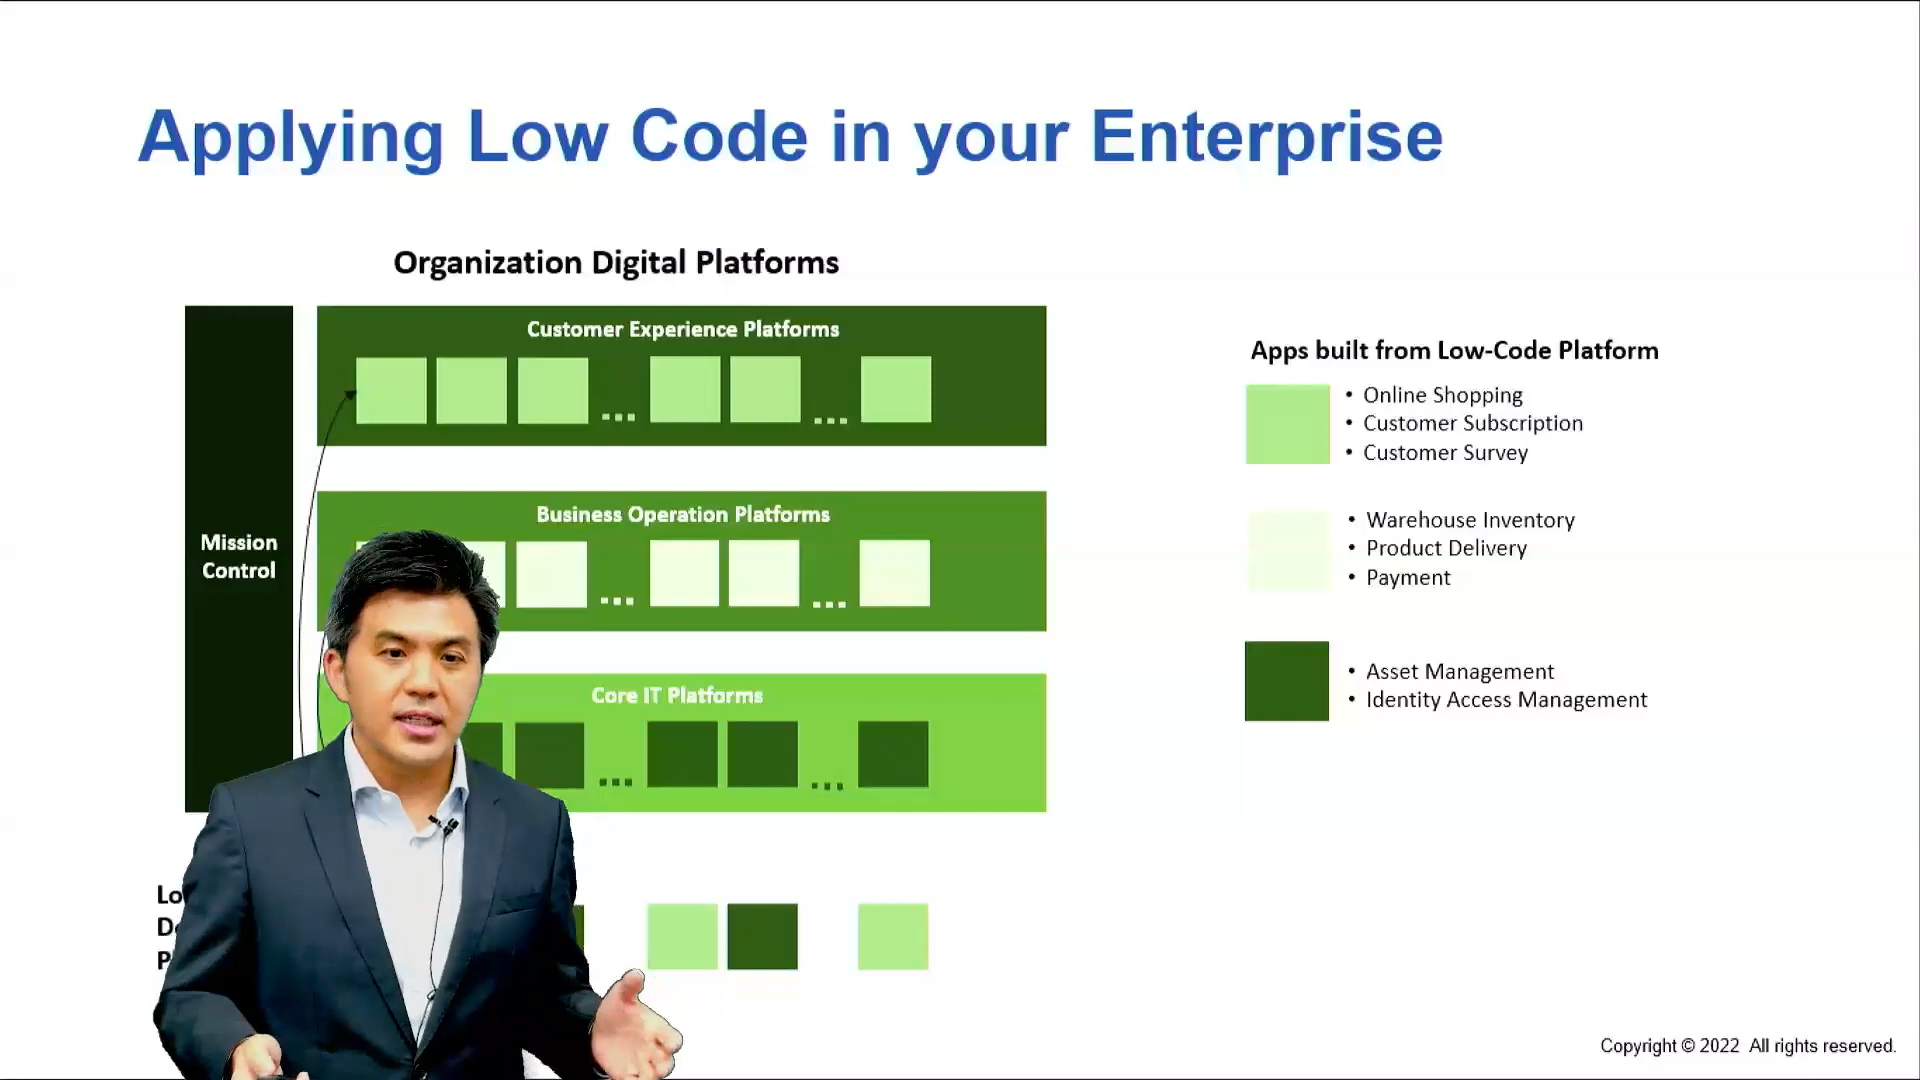 Applying Low Code in your Enterprise
Organization Digital Platforms
Customer Experience Platforms
Mission
Control
Business Operation Platforms
Core IT Platforms
Apps built from Low-Code Platform
• Online Shopping
• Customer Subscription
• Customer Survey
• Warehouse Inventory
• Product Delivery
• Payment
• Asset Management
• Identity Access Management
Copyright © 2022 All rights reserved.